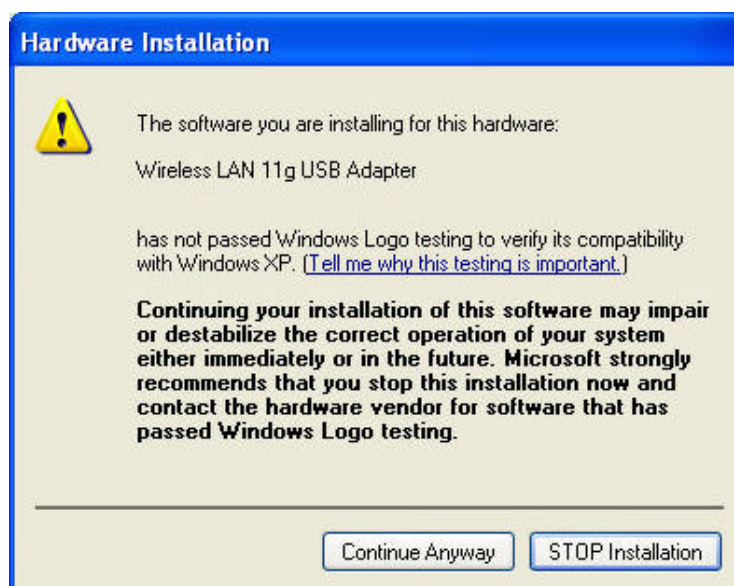 Hardware Installation
The software you are installing for this hardware:
Wireless LAN 11g USB Adapter
has not passed Windows Logo testing to verify its compatibility
with Windows XP. (Tell me why this testing is important.)
Continuing your installation of this software may impair
or destabilize the correct operation of your system
either immediately or in the future. Microsoft strongly
recommends that you stop this installation now and
contact the hardware vendor for software that has
passed Windows Logo testing.
Continue Anyway
STOP Installation